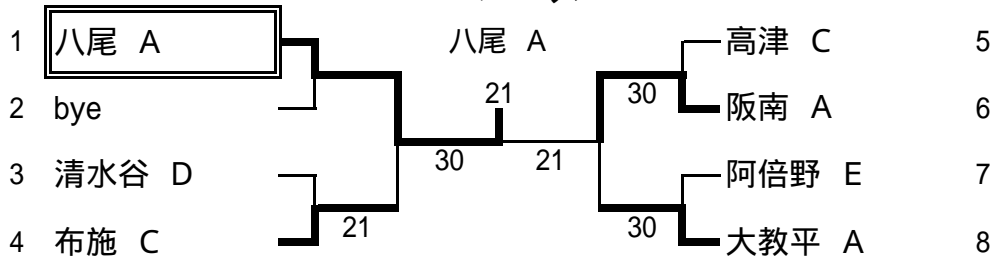 1 八尾 A 八尾 A 高津 C 5
21 30
2 bye 阪南 A 6
30 21
3 清水谷 D 阿倍野 E 7
21 30
4 布施 C 大教平 A 8